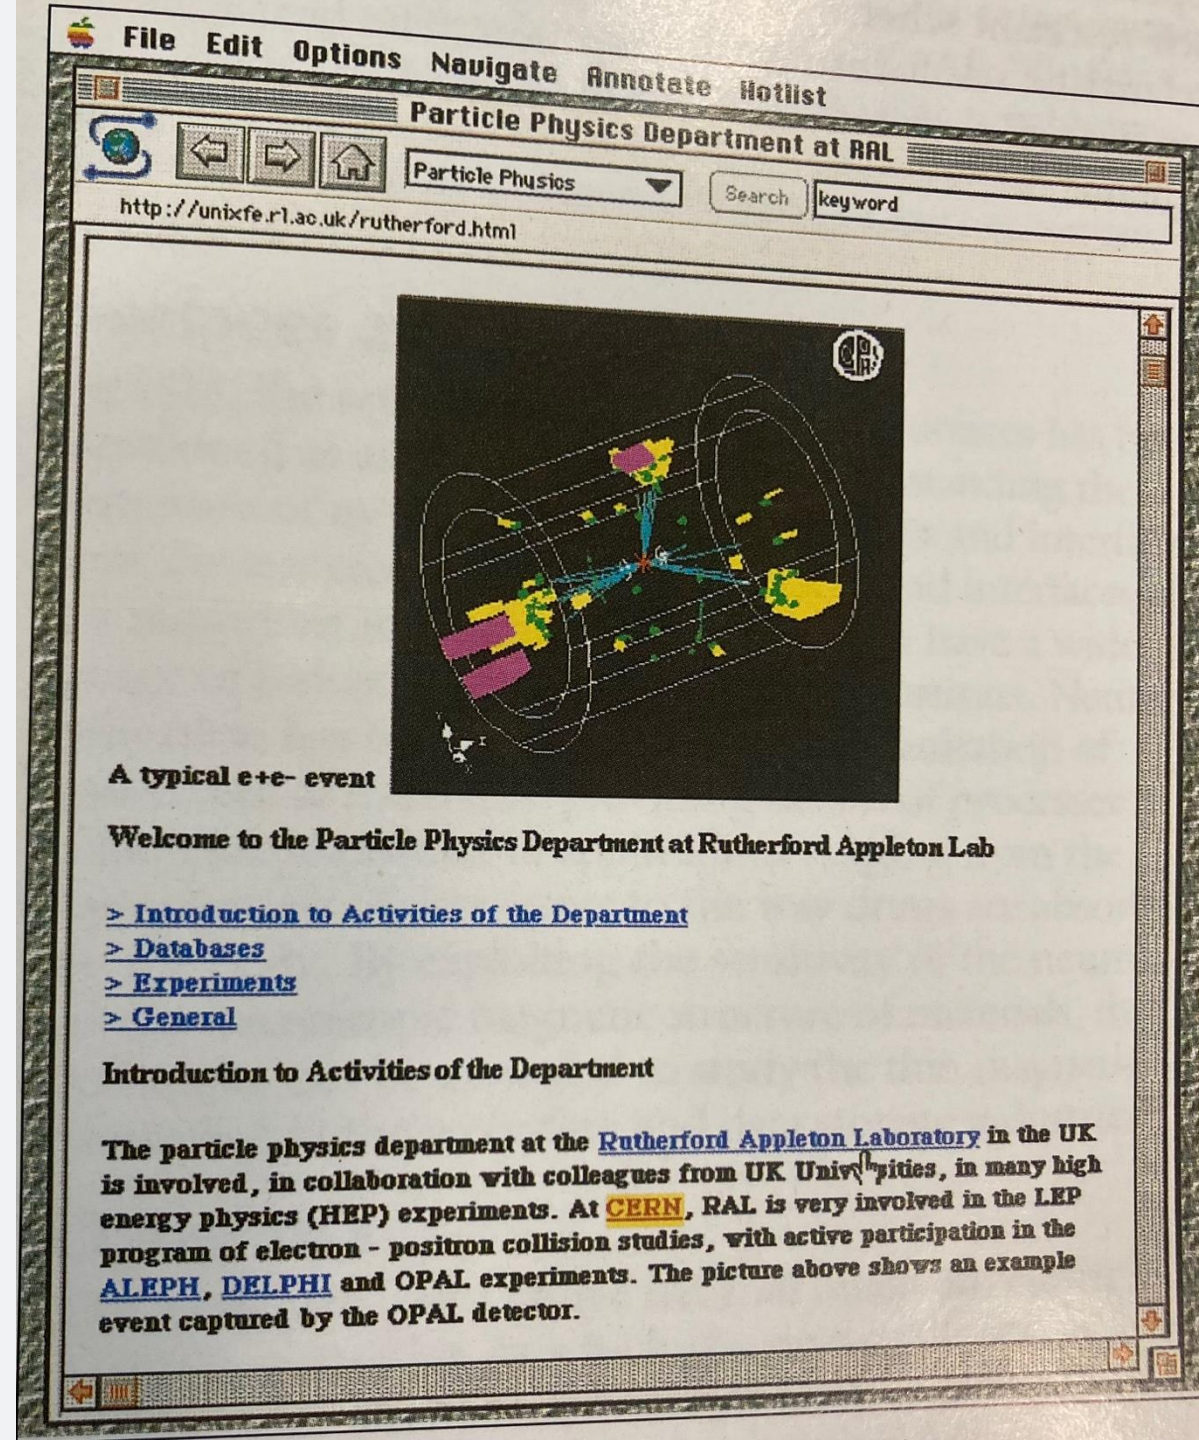 File Edit Options Navigate Annotate Hotlist
Particle Physics Department at RAL
Particle Physics Search keyword
http://unixfe.rl.ac.uk/rutherford.html
A typical e+e- event
Welcome to the Particle Physics Department at Rutherford Appleton Lab
> Introduction to Activities of the Department
> Databases
> Experiments
> General
Introduction to Activities of the Department
The particle physics department at the Rutherford Appleton Laboratory in the UK
is involved, in collaboration with colleagues from UK Universities, in many high
energy physics (HEP) experiments. At CERN, RAL is very involved in the LEP
program of electron - positron collision studies, with active participation in the
ALEPH, DELPHI and OPAL experiments. The picture above shows an example
event captured by the OPAL detector.